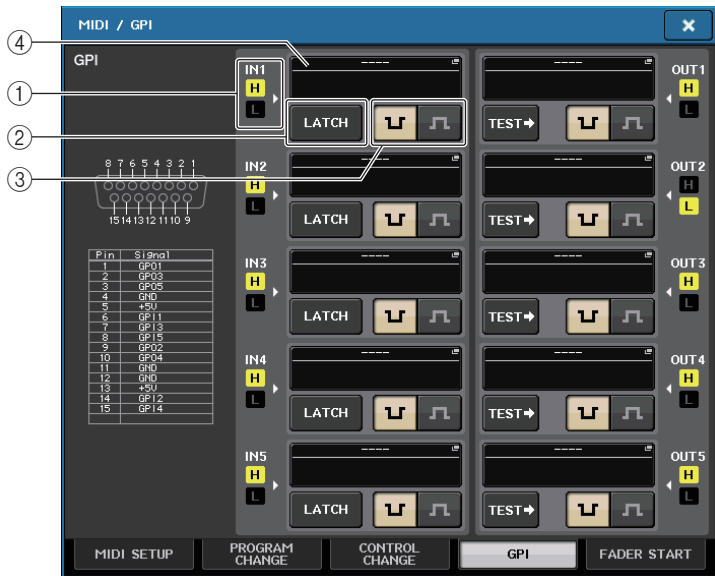 MIDI / GPI
×
GPI
④
①
②
③
IN1
H
L
----
LATCH
----
TEST
OUT1
H
L
8 7 6 5 4 3 2 1
15 14 13 12 11 10 9
IN2
H
L
----
LATCH
----
TEST
OUT2
H
L
Pin Signal
1 GPO1
2 GPO3
3 GPO5
4 GND
5 +5V
6 GPI1
7 GPI3
8 GPI5
9 GPO2
10 GPO4
11 GND
12 GND
13 +5V
14 GPI2
15 GPI4
IN3
H
L
----
LATCH
----
TEST
OUT3
H
L
IN4
H
L
----
LATCH
----
TEST
OUT4
H
L
IN5
H
L
----
LATCH
----
TEST
OUT5
H
L
MIDI SETUP
PROGRAM
CHANGE
CONTROL
CHANGE
GPI
FADER START